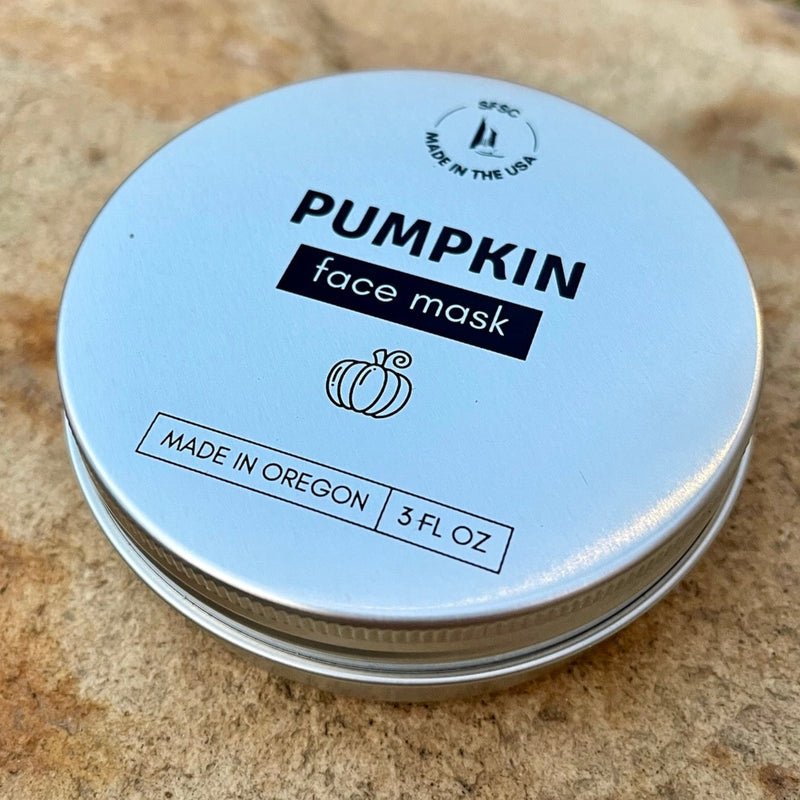 SFSC
MADE IN THE USA
PUMPKIN
face mask
MADE IN OREGON 3 FL OZ